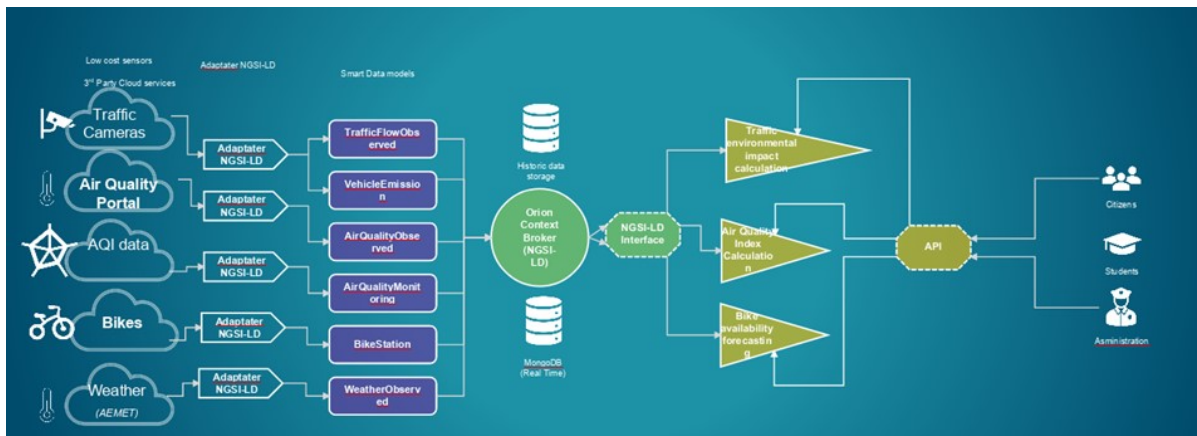 Low cost sensors
3rd Party Cloud services
Adaptater NGSI-LD
Smart Data models
Traffic
Cameras
Air Quality
Portal
AQI data
Bikes
Weather
(AEMET)
Adaptater
NGSI-LD
Adaptater
NGSI-LD
Adaptater
NGSI-LD
Adaptater
NGSI-LD
Adaptater
NGSI-LD
TrafficFlowObs
erved
VehicleEmissio
n
AirQualityObse
rved
AirQualityMonit
oring
BikeStation
WeatherObserv
ed
Historic data
storage
Orion
Context
Broker
(NGSI-
LD)
MongoDB
(Real Time)
NGSI-LD
Interface
Traffic
environmental
impact
calculation
Air Quality
Index
Calculatio
n
Bike
availability
forecastin
g
API
Citizens
Students
Asministration